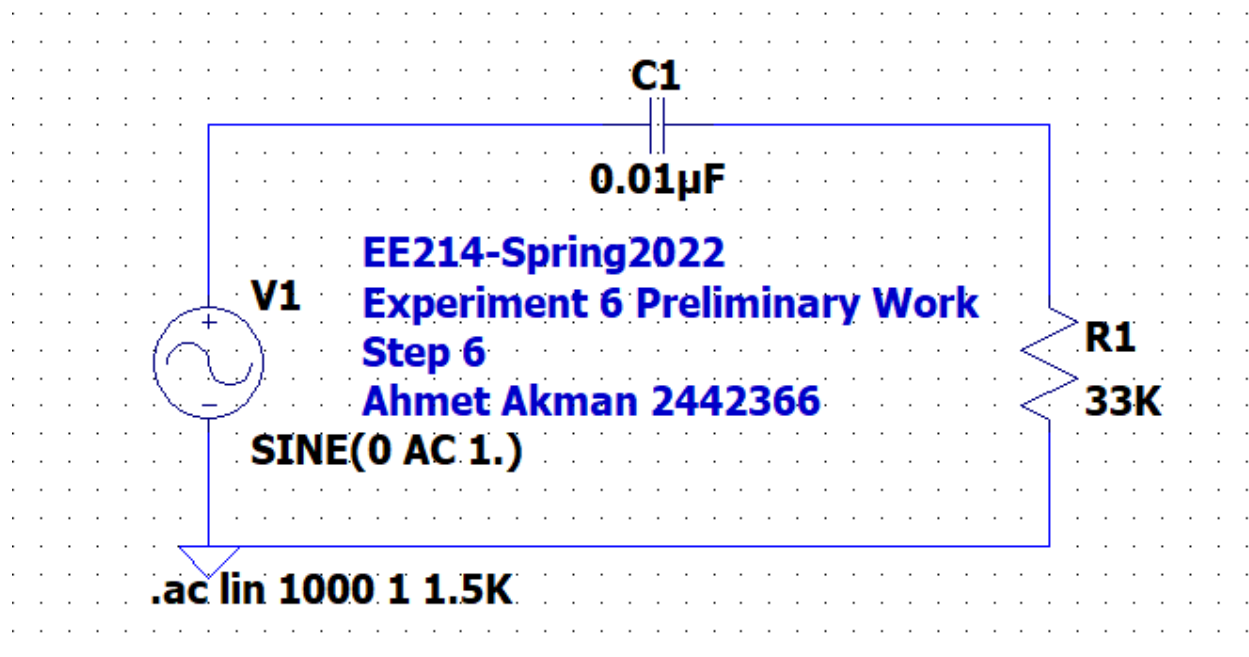 C1
0.01µF
EE214-Spring2022
V1
Experiment 6 Preliminary Work
Step 6
R1
Ahmet Akman 2442366
33K
SINE(0 AC 1.)
.ac lin 1000 1 1.5K